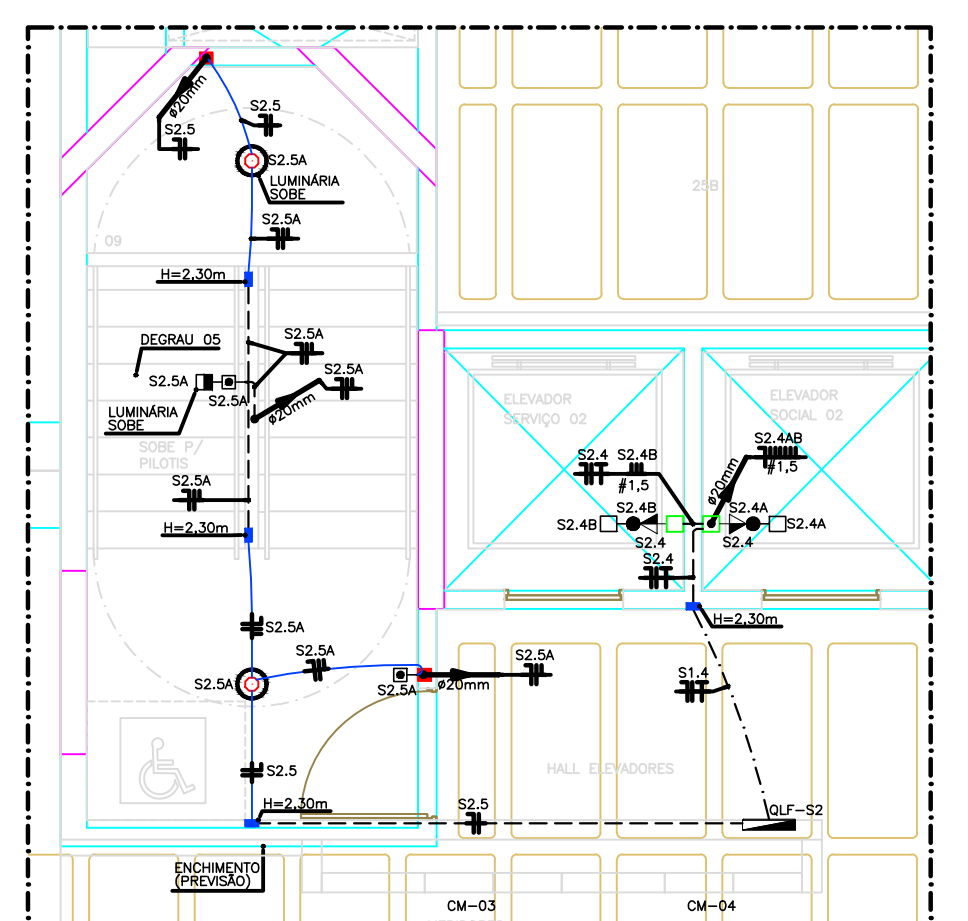 ø20mm
S2.5
S2.5
S2.5A
LUMINÁRIA
SOBE
25B
09
S2.5A
H=2,30m
DEGRAU 05
S2.5A
S2.5A
S2.5A
S2.5A
ø20mm
LUMINÁRIA
SOBE
SOBE P/
PILOTIS
ELEVADOR
SERVIÇO 02
ELEVADOR
SOCIAL 02
S2.4
S2.4B
#1,5
S2.4AB
#1,5
ø20mm
S2.5A
S2.4B
S2.4B
S2.4
S2.4A
S2.4A
S2.4
H=2,30m
S2.4
H=2,30m
S2.5A
S2.5A
S2.5A
S2.5A
ø20mm
S2.5A
S1.4
S2.5
HALL ELEVADORES
H=2,30m
S2.5
QLF-S2
ENCHIMENTO
(PREVISÃO)
CM-03
CM-04